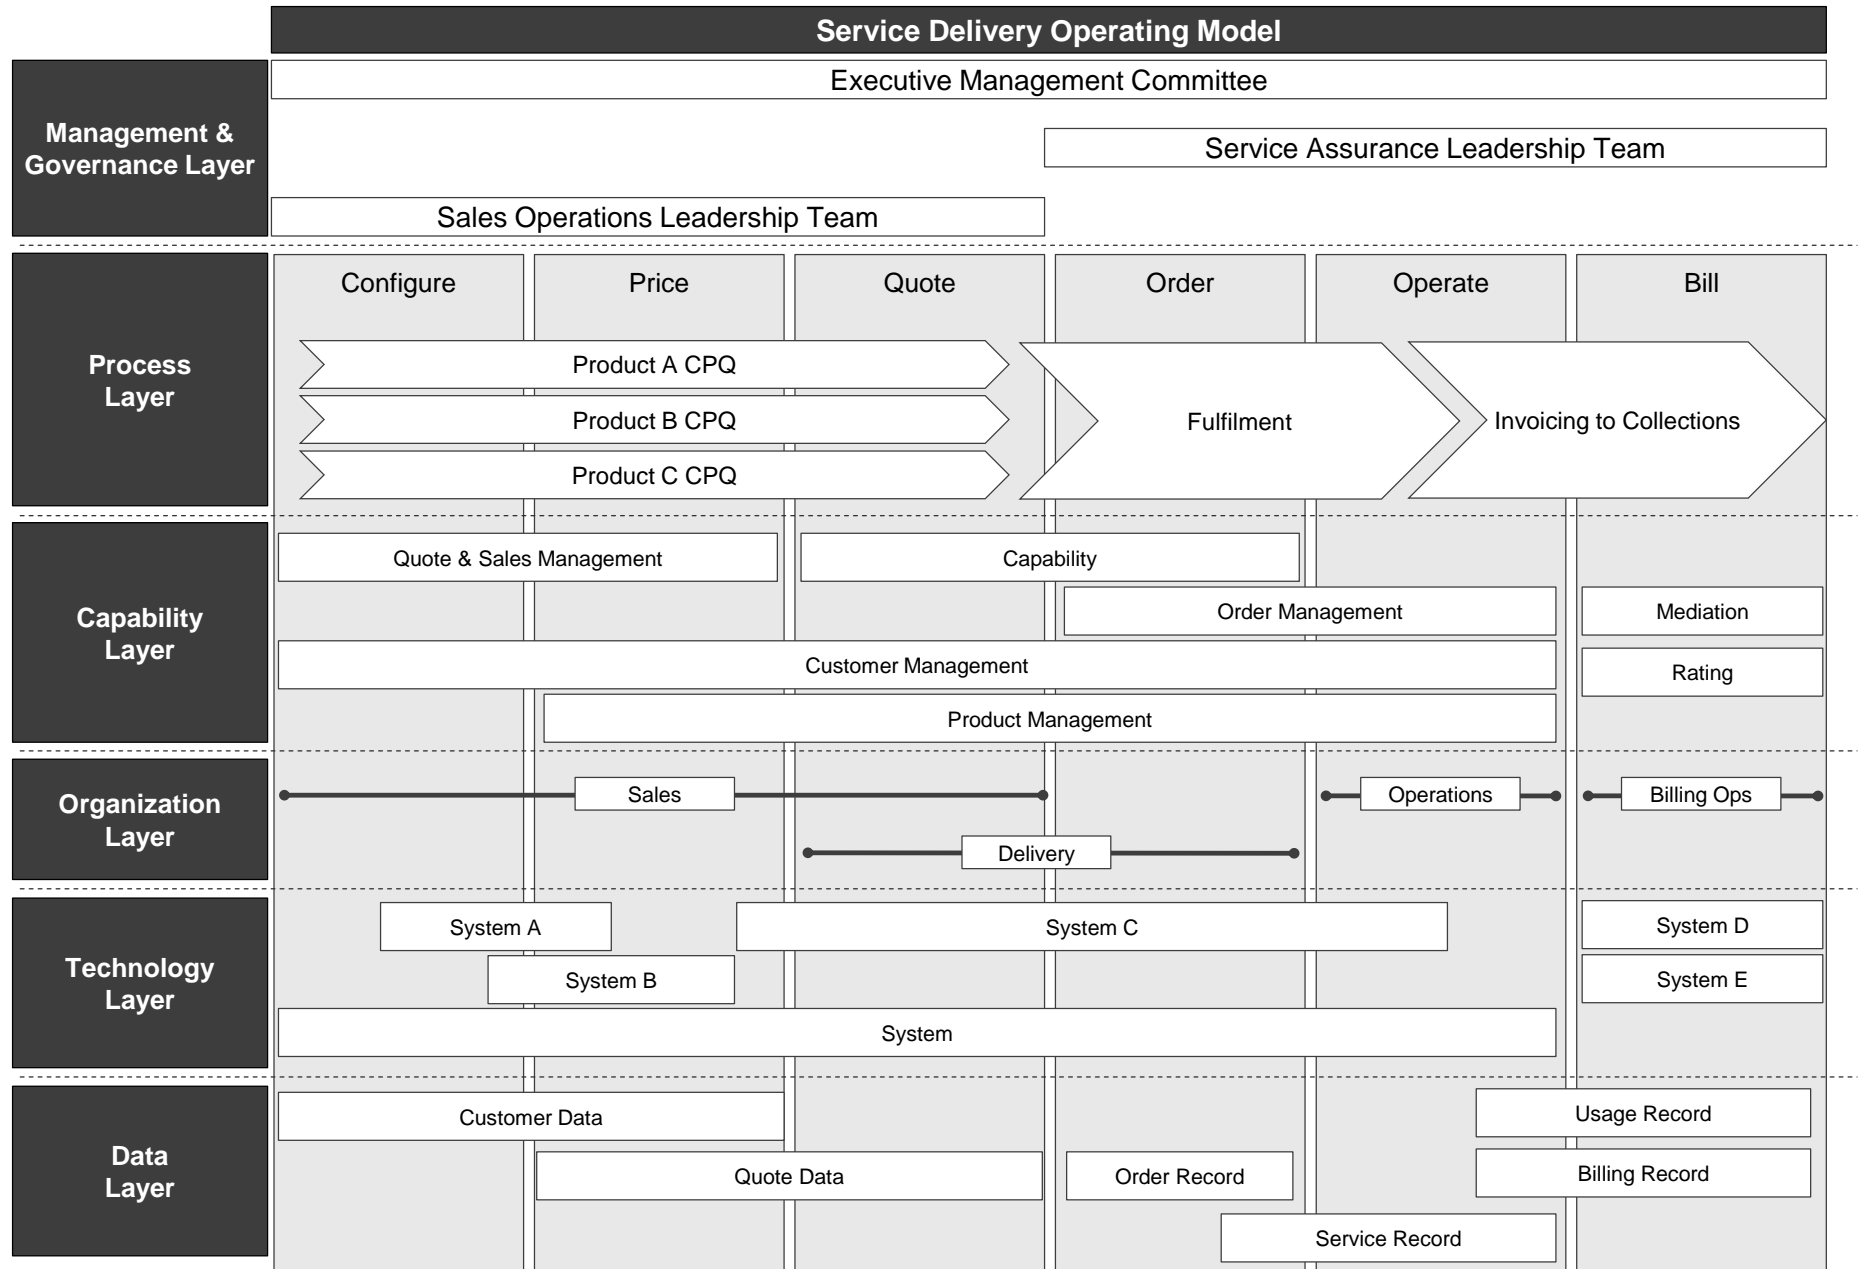 Service Delivery Operating Model
Management &
Governance Layer
Executive Management Committee
Service Assurance Leadership Team
Sales Operations Leadership Team
Process
Layer
Configure
Price
Quote
Order
Operate
Bill
Product A CPQ
Product B CPQ
Product C CPQ
Fulfilment
Invoicing to Collections
Capability
Layer
Quote & Sales Management
Capability
Order Management
Mediation
Customer Management
Rating
Product Management
Organization
Layer
Sales
Operations
Billing Ops
Delivery
Technology
Layer
System A
System C
System D
System B
System E
System
Data
Layer
Customer Data
Usage Record
Quote Data
Order Record
Billing Record
Service Record